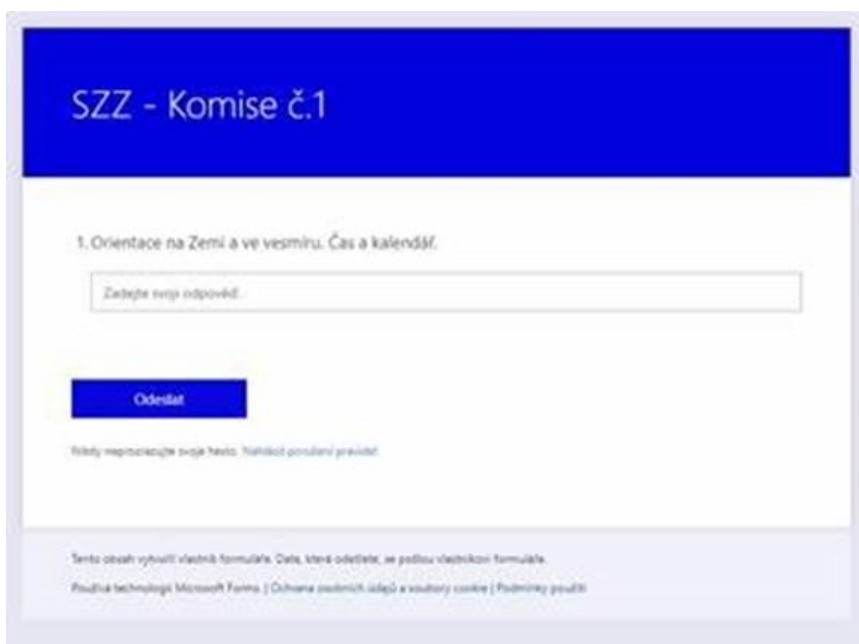 SZZ - Komise č.1
1. Orientace na Zemi a ve vesmíru. Čas a kalendář.
Zadejte svoji odpověď.
Odeslat
Nikdy neprozrazujte svoje heslo. Nahlásit porušení pravidel
Tento obsah vytvořil vlastník formuláře. Data, která odešlete, se pošlou vlastníkovi formuláře.
Používá technologii Microsoft Forms. | Ochrana osobních údajů a soubory cookie | Podmínky použití